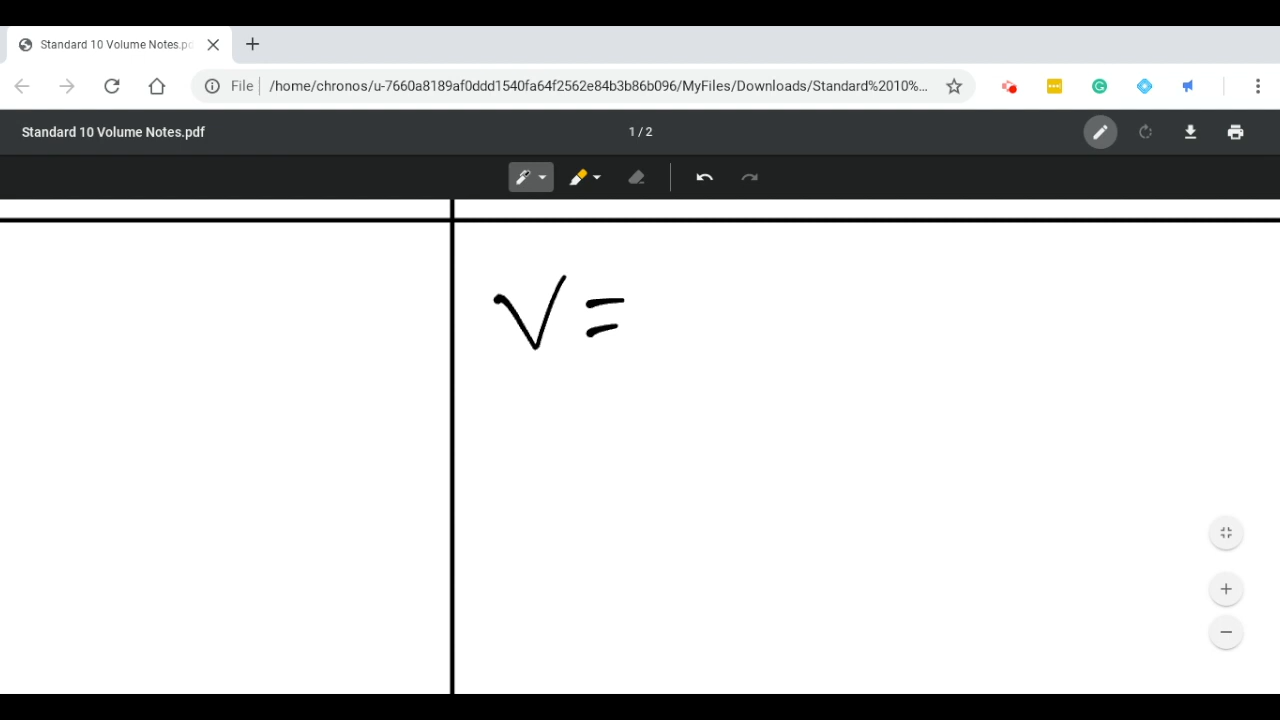 Standard 10 Volume Notes.pd
File /home/chronos/u-7660a8189af0ddd1540fa64f2562e84b3b86b096/MyFiles/Downloads/Standard%2010%...
Standard 10 Volume Notes.pdf
1 / 2
V =